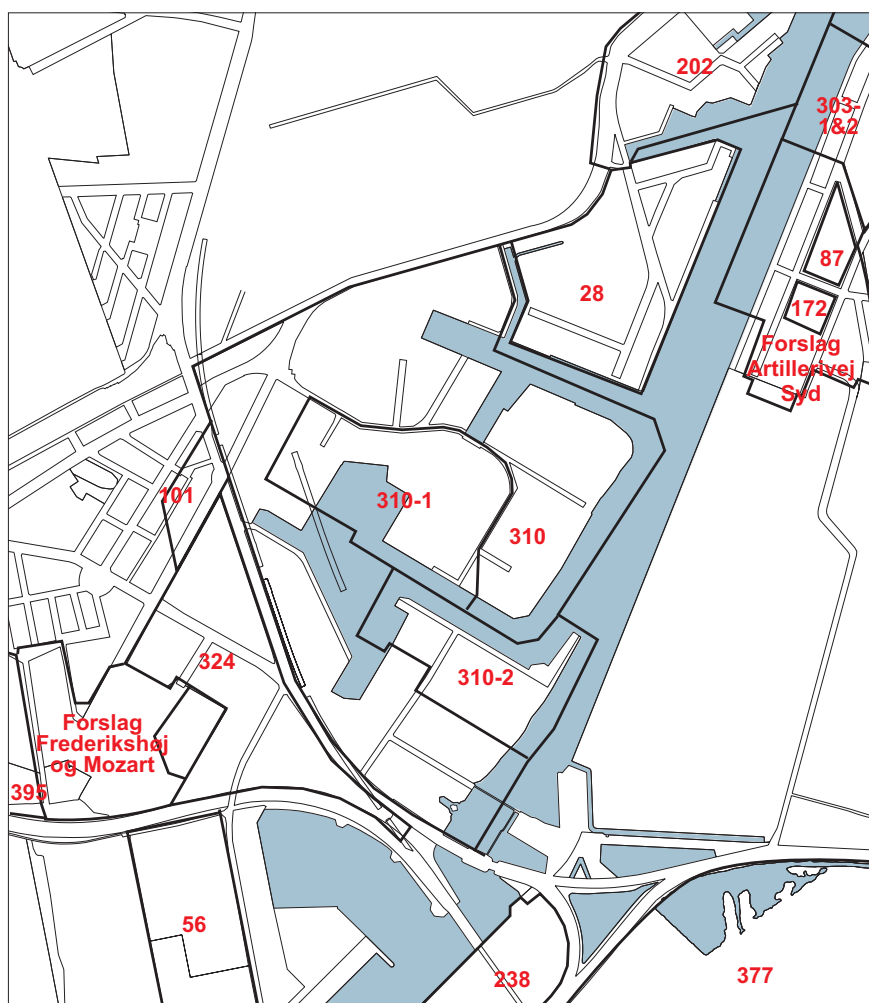 202
303-
1&2
87
28
172
Forslag
Artillerivej
Syd
101
310-1
310
324
310-2
Forslag
Frederikshøj
og Mozart
395
56
238
377